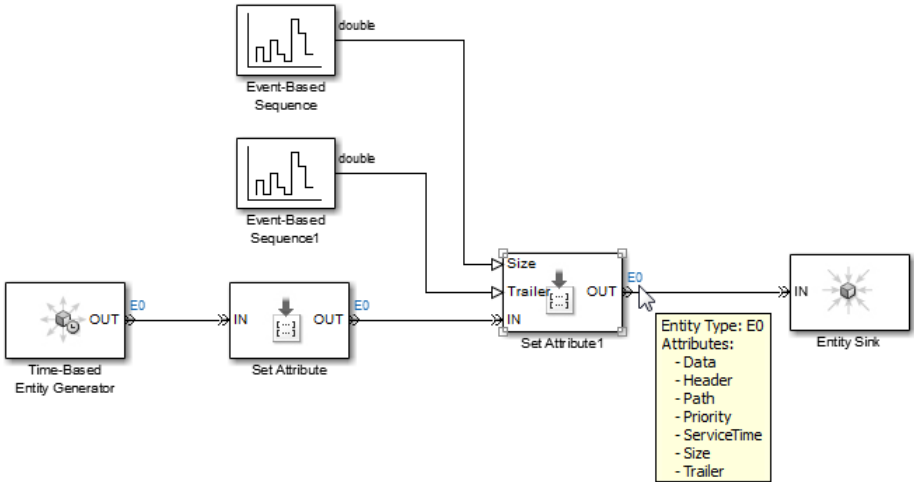 double
Event-Based
Sequence
double
Event-Based
Sequence1
Size
Trailer
IN
OUT
E0
Set Attribute1
OUT
E0
Time-Based
Entity Generator
IN
OUT
E0
Set Attribute
IN
Entity Sink
Entity Type: E0
Attributes:
- Data
- Header
- Path
- Priority
- ServiceTime
- Size
- Trailer